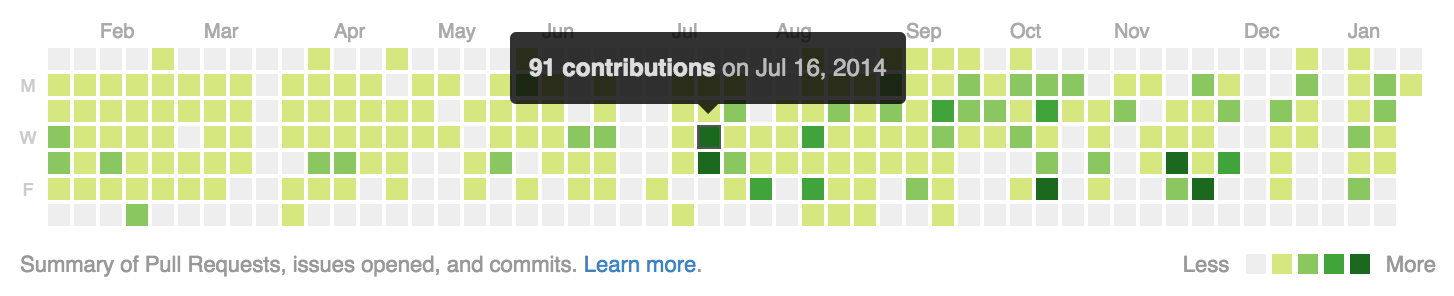 Feb Mar Apr May Jun Jul Aug Sep Oct Nov Dec Jan
91 contributions on Jul 16, 2014
M
W
F
Summary of Pull Requests, issues opened, and commits. Learn more. Less More